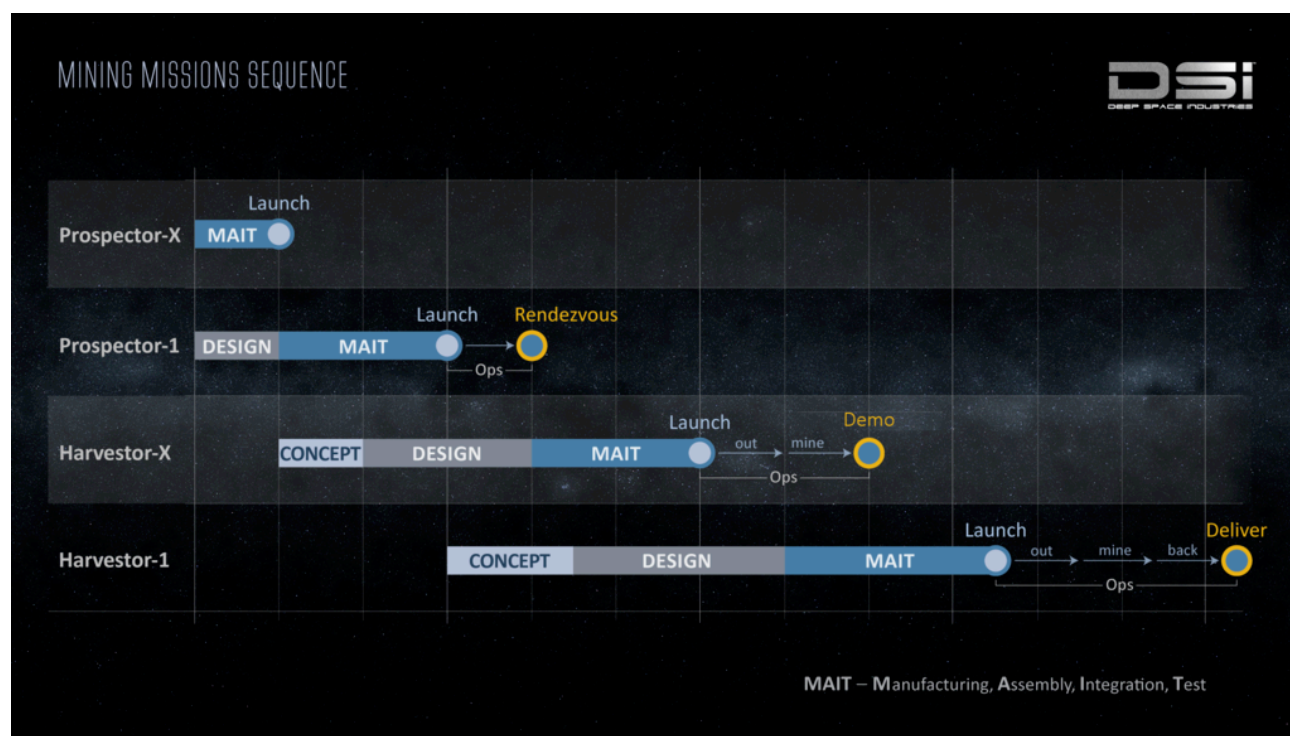 MINING MISSIONS SEQUENCE
DSi
DEEP SPACE INDUSTRIES
Launch
Prospector-X MAIT
Launch Rendezvous
Prospector-1 DESIGN MAIT
Ops
Launch Demo
Harvestor-X CONCEPT DESIGN MAIT out mine
Ops
Launch Deliver
Harvestor-1 CONCEPT DESIGN MAIT out mine back
Ops
MAIT – Manufacturing, Assembly, Integration, Test